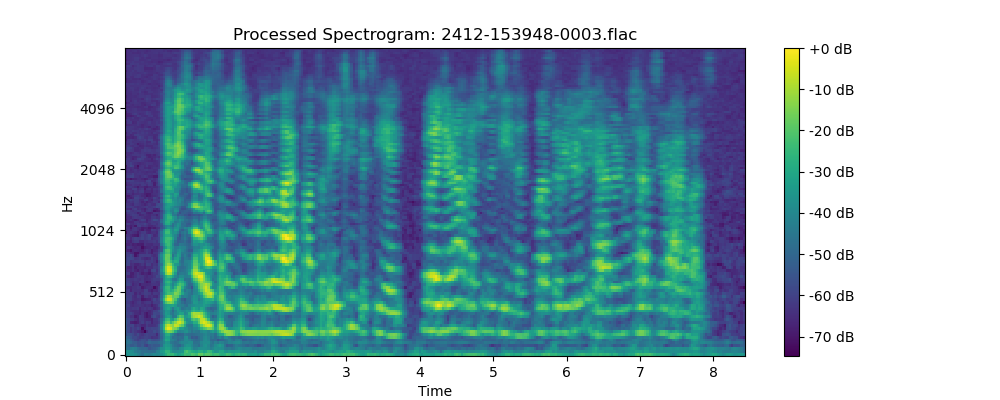 Processed Spectrogram: 2412-153948-0003.flac
+0 dB
4096
-10 dB
-20 dB
2048
-30 dB
Hz
1024
-40 dB
-50 dB
512
-60 dB
-70 dB
0
0 1 2 3 4 5 6 7 8
Time